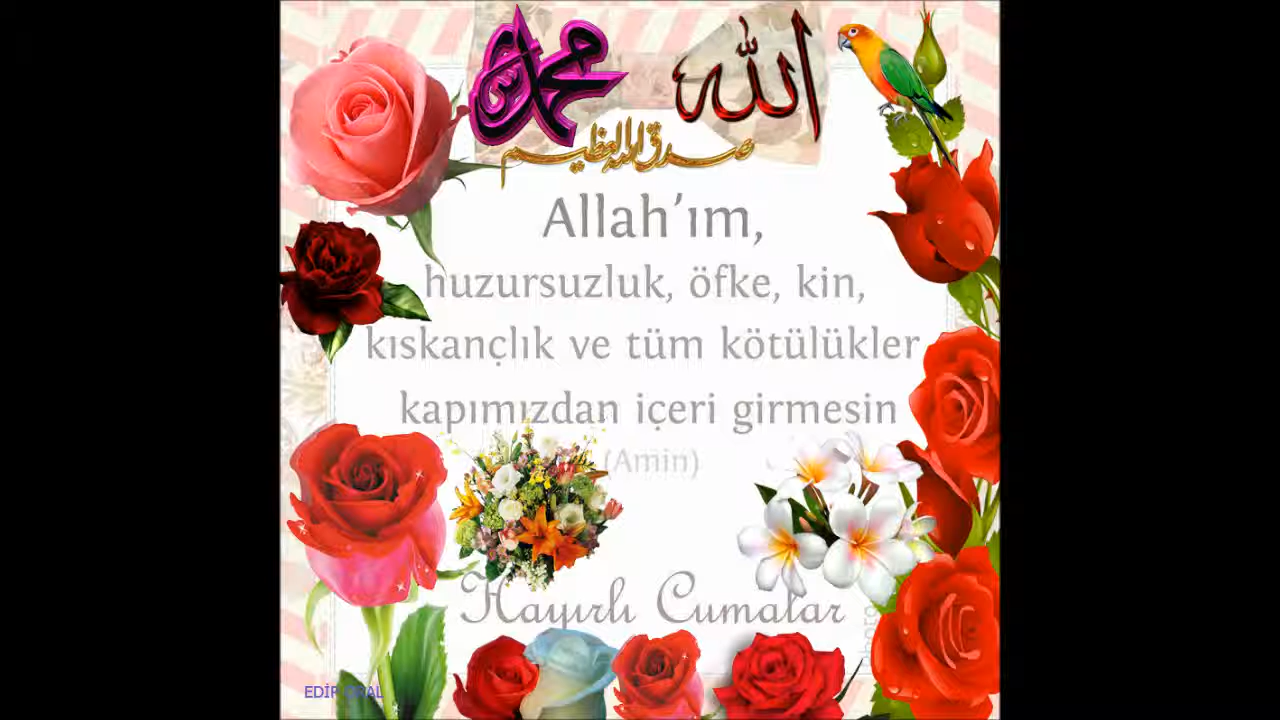 محمد الله
صدق الله العظيم
Allah'ım,
huzursuzluk, öfke, kin,
kıskançlık ve tüm kötülükler
kapımızdan içeri girmesin
(Amin)
Hayırlı Cumalar